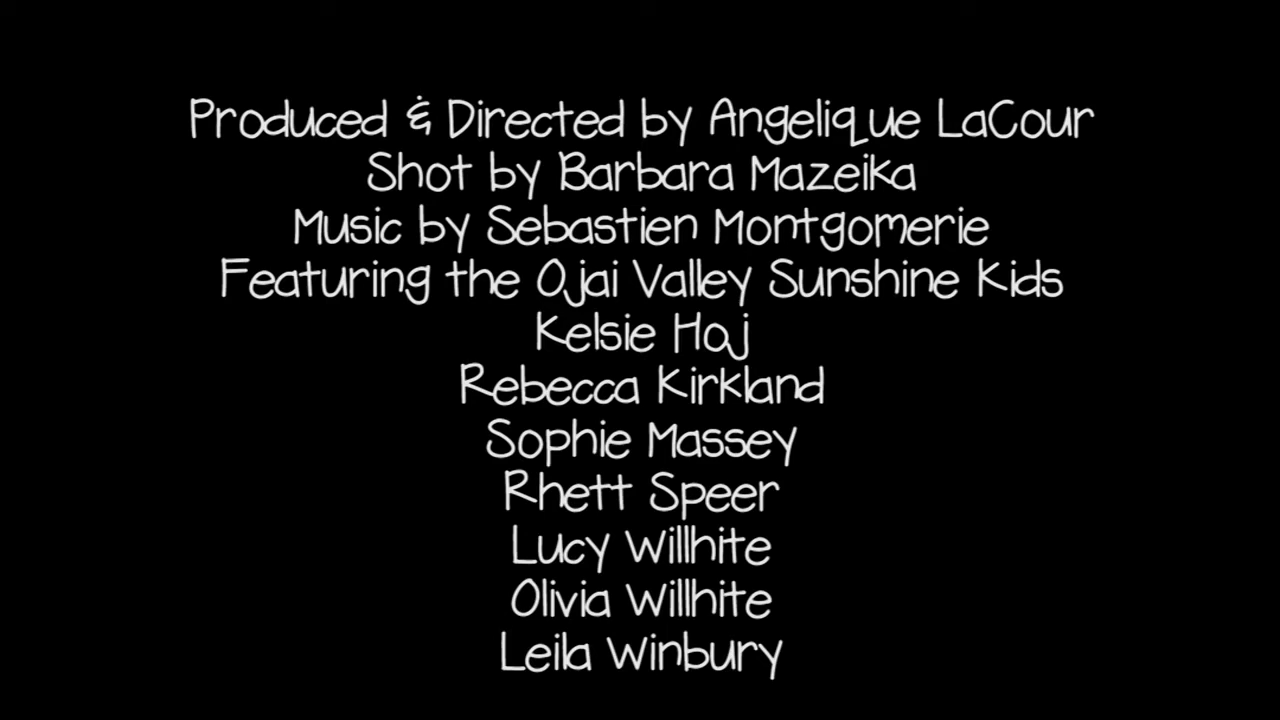 Produced & Directed by Angelique LaCour
Shot by Barbara Mazeika
Music by Sebastien Montgomerie
Featuring the Ojai Valley Sunshine Kids
Kelsie Haj
Rebecca Kirkland
Sophie Massey
Rhett Speer
Lucy Willhite
Olivia Willhite
Leila Winbury